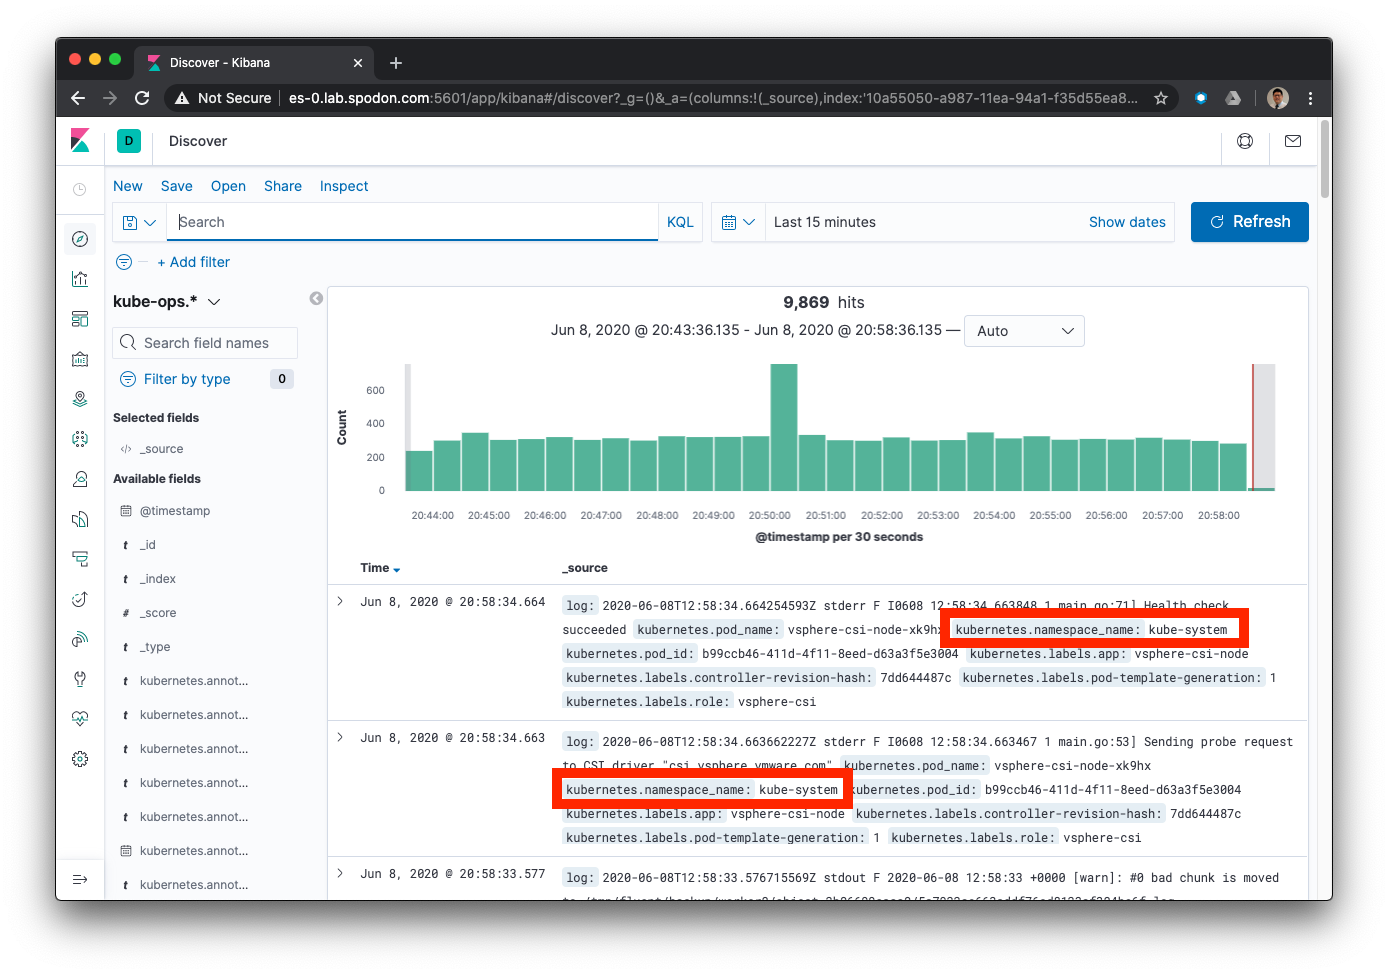 Discover - Kibana
Not Secure
es-0.lab.spodon.com:5601/app/kibana#/discover?_g=()&_a=(columns:!(_source),index:'10a55050-a987-11ea-94a1-f35d55ea8...
D
Discover
New Save Open Share Inspect
Search
KQL
Last 15 minutes
Show dates
Refresh
+ Add filter
kube-ops.*
Search field names
Filter by type
0
Selected fields
_source
Available fields
@timestamp
t _id
t _index
# _score
t _type
t kubernetes.annot...
t kubernetes.annot...
t kubernetes.annot...
t kubernetes.annot...
t kubernetes.annot...
kubernetes.annot...
t kubernetes.annot...
9,869 hits
Jun 8, 2020 @ 20:43:36.135 - Jun 8, 2020 @ 20:58:36.135 —
Auto
Count
600
400
200
0
20:44:00 20:45:00 20:46:00 20:47:00 20:48:00 20:49:00 20:50:00 20:51:00 20:52:00 20:53:00 20:54:00 20:55:00 20:56:00 20:57:00 20:58:00
@timestamp per 30 seconds
Time _source
Jun 8, 2020 @ 20:58:34.664
log: 2020-06-08T12:58:34.664254593Z stderr F I0608 12:58:34.663848 1 main.go:71] Health check
succeeded kubernetes.pod_name: vsphere-csi-node-xk9hx kubernetes.namespace_name: kube-system
kubernetes.pod_id: b99ccb46-411d-4f11-8eed-d63a3f5e3004 kubernetes.labels.app: vsphere-csi-node
kubernetes.labels.controller-revision-hash: 7dd644487c kubernetes.labels.pod-template-generation: 1
kubernetes.labels.role: vsphere-csi
Jun 8, 2020 @ 20:58:34.663
log: 2020-06-08T12:58:34.663662227Z stderr F I0608 12:58:34.663467 1 main.go:53] Sending probe request
to CSI driver "csi.vsphere.vmware.com" kubernetes.pod_name: vsphere-csi-node-xk9hx
kubernetes.namespace_name: kube-system kubernetes.pod_id: b99ccb46-411d-4f11-8eed-d63a3f5e3004
kubernetes.labels.app: vsphere-csi-node kubernetes.labels.controller-revision-hash: 7dd644487c
kubernetes.labels.pod-template-generation: 1 kubernetes.labels.role: vsphere-csi
Jun 8, 2020 @ 20:58:33.577
log: 2020-06-08T12:58:33.576715569Z stdout F 2020-06-08 12:58:33 +0000 [warn]: #0 bad chunk is moved